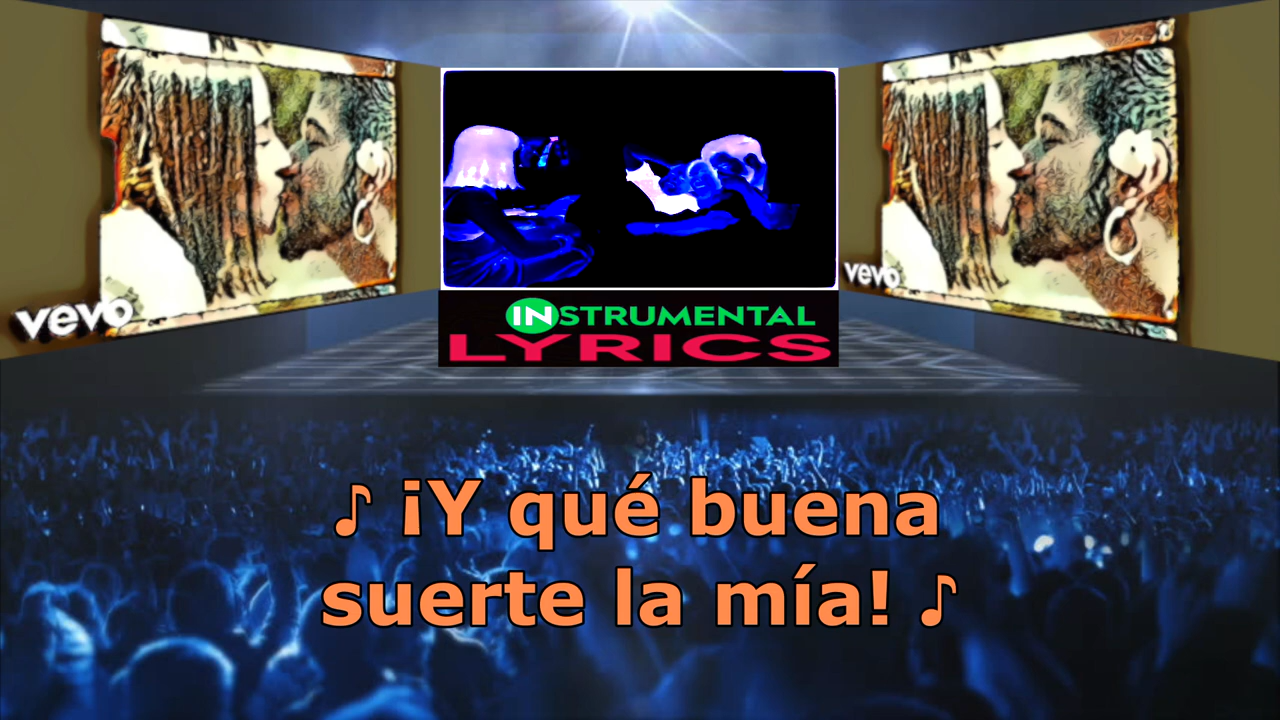 vevo
vevo
INSTRUMENTAL
LYRICS
♪ ¡Y qué buena
suerte la mía! ♪